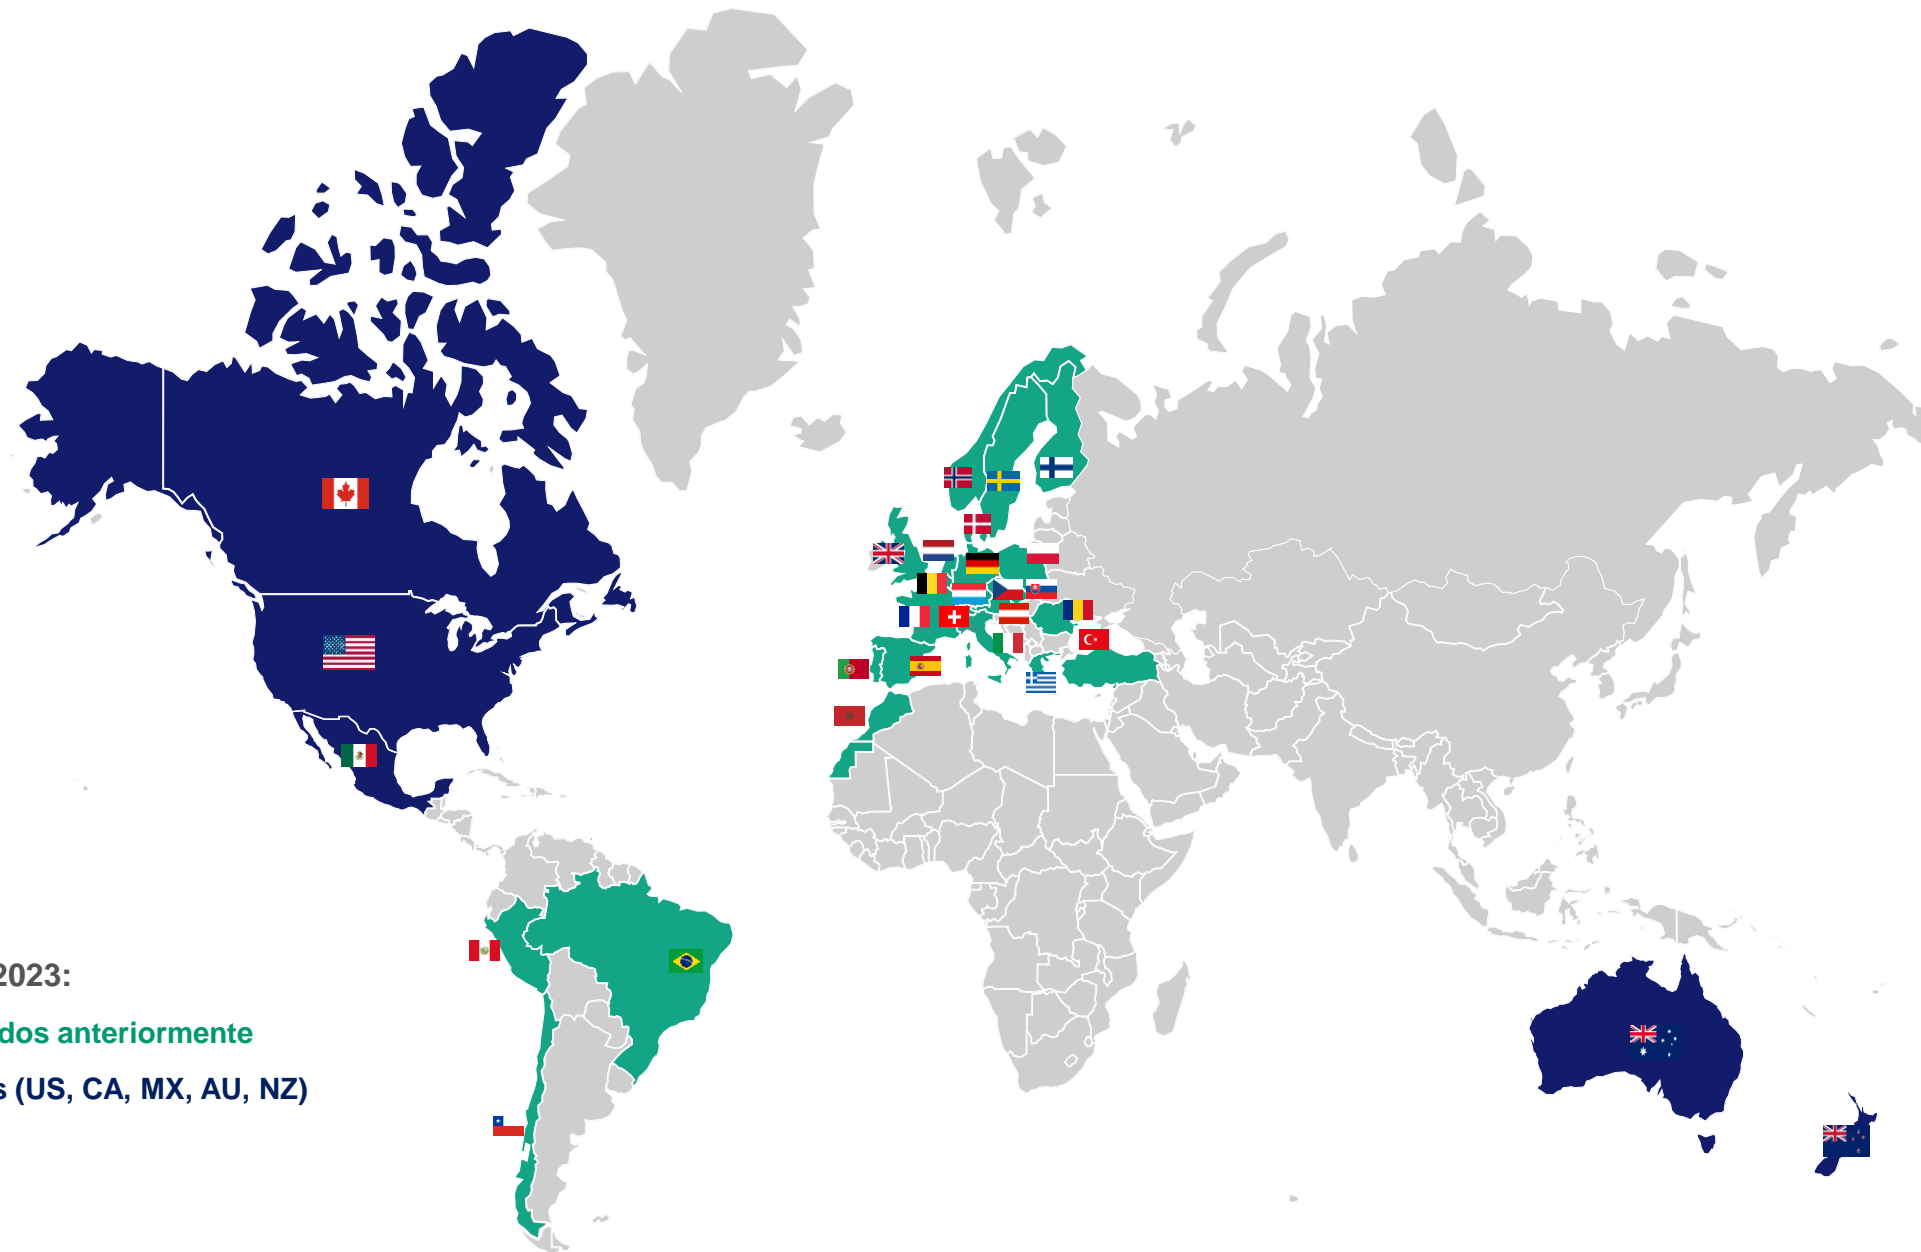 2023:
dos anteriormente
s (US, CA, MX, AU, NZ)